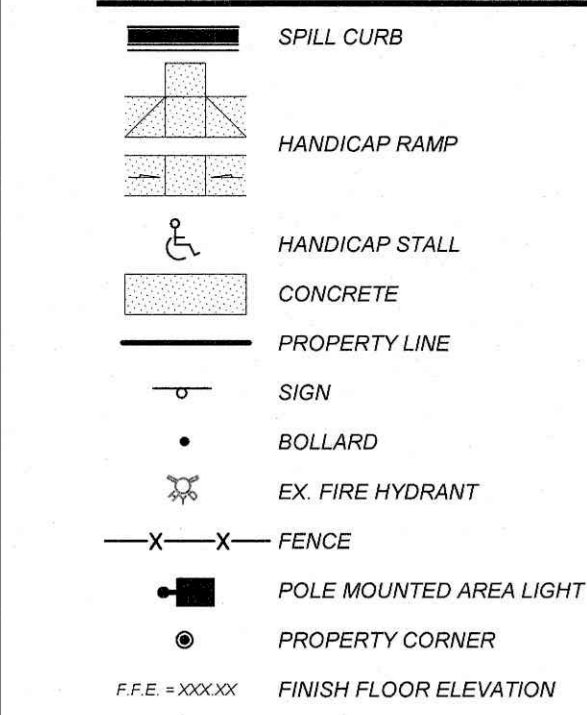 SPILL CURB
HANDICAP RAMP
HANDICAP STALL
CONCRETE
PROPERTY LINE
SIGN
BOLLARD
EX. FIRE HYDRANT
X X FENCE
POLE MOUNTED AREA LIGHT
PROPERTY CORNER
F.F.E. = XXX.XX FINISH FLOOR ELEVATION